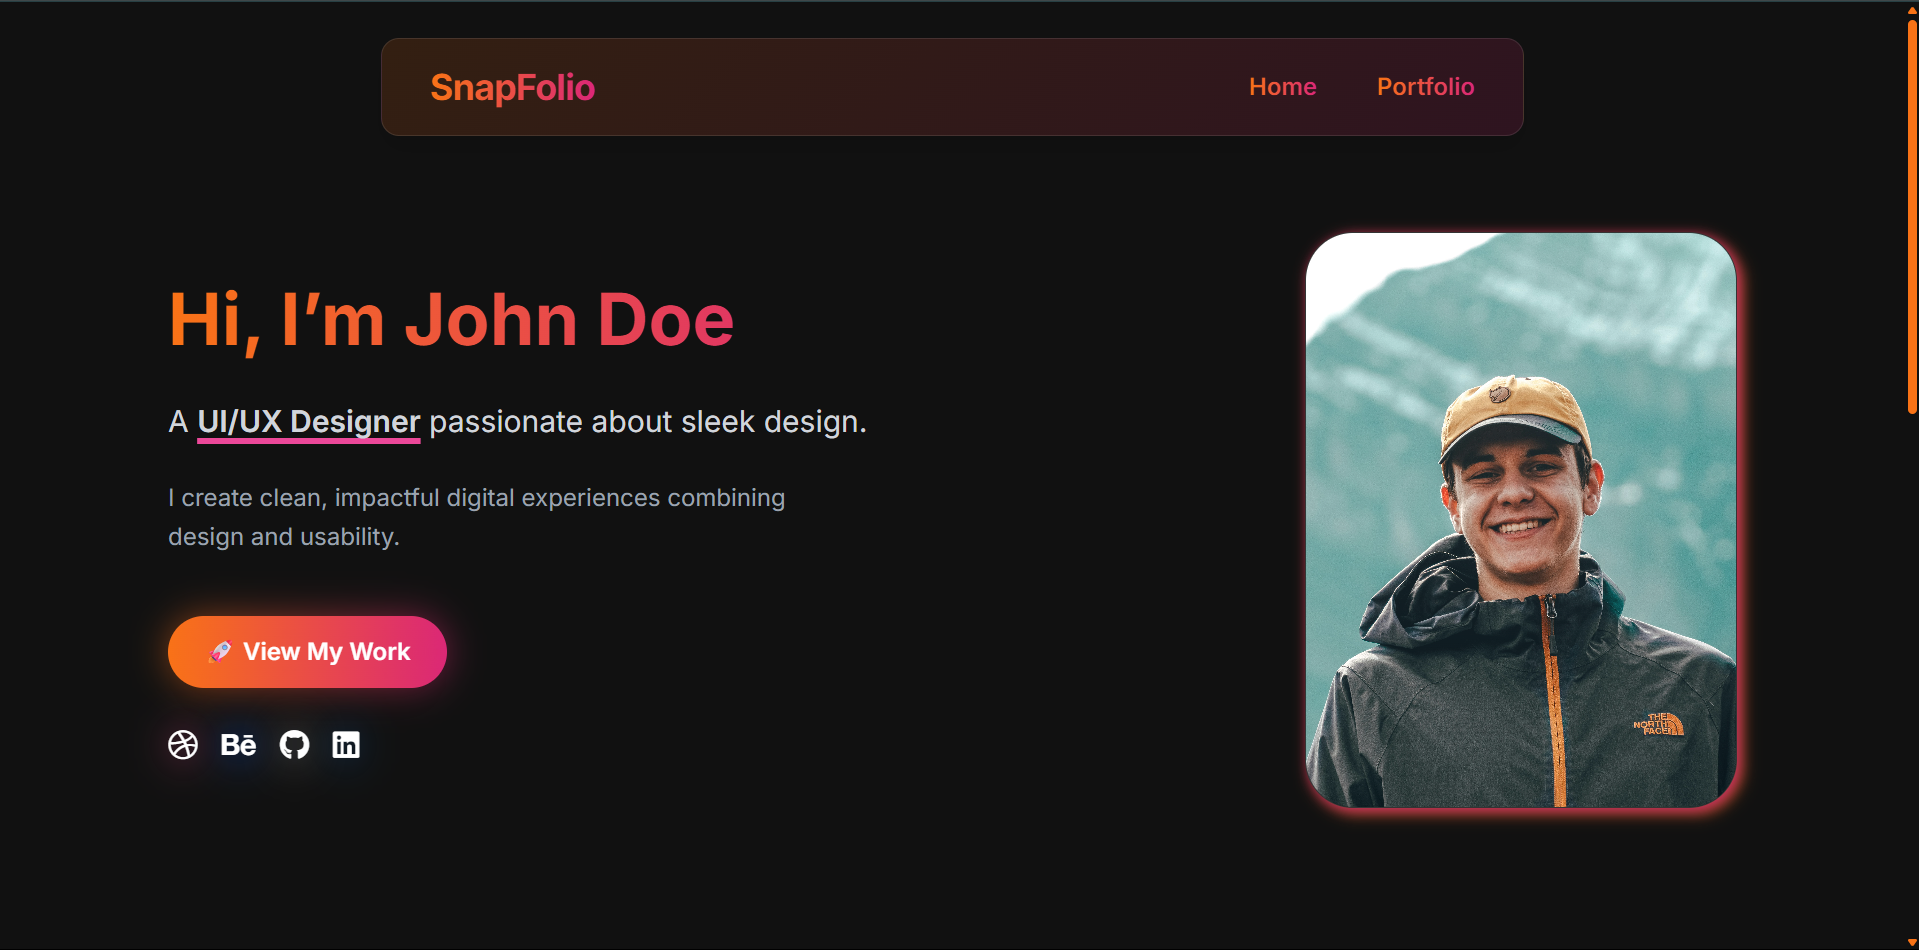 SnapFolio
Home
Portfolio
Hi, I’m John Doe
A UI/UX Designer passionate about sleek design.
I create clean, impactful digital experiences combining
design and usability.
🚀 View My Work
Bē
in
THE
NORTH
FACE